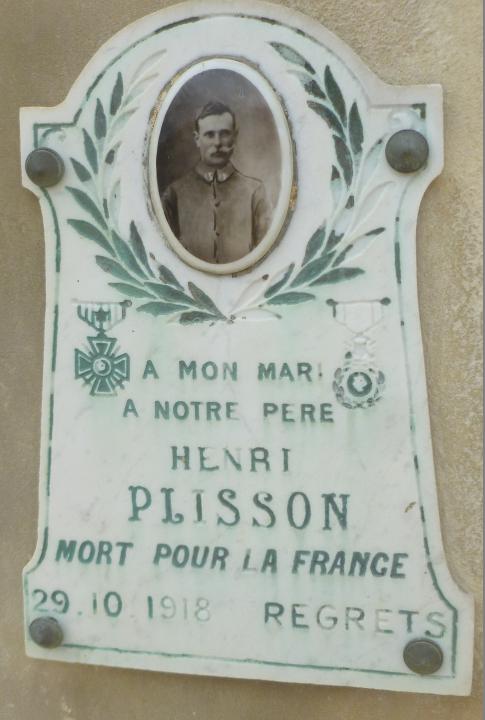 A MON MARI
A NOTRE PERE
HENRI
PLISSON
MORT POUR LA FRANCE
29.10.1918 REGRETS